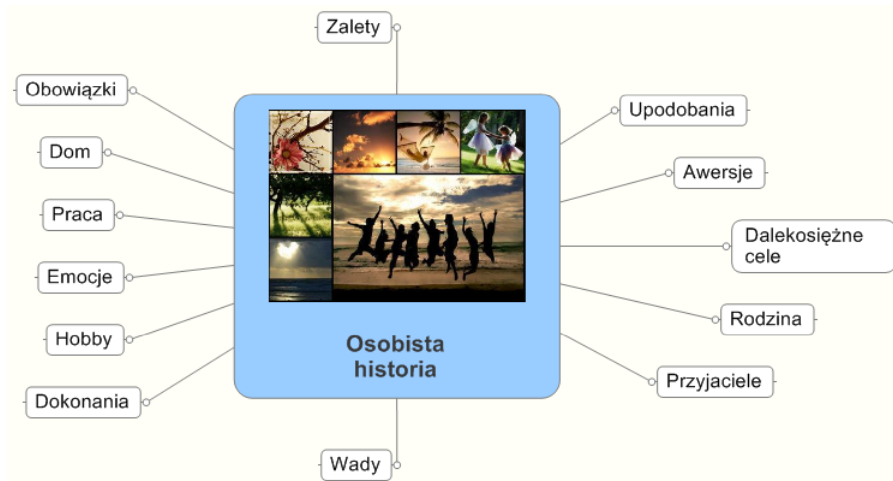 Zalety
Obowiązki
Dom
Praca
Emocje
Hobby
Dokonania
Osobista
historia
Upodobania
Awersje
Dalekosiężne
cele
Rodzina
Przyjaciele
Wady